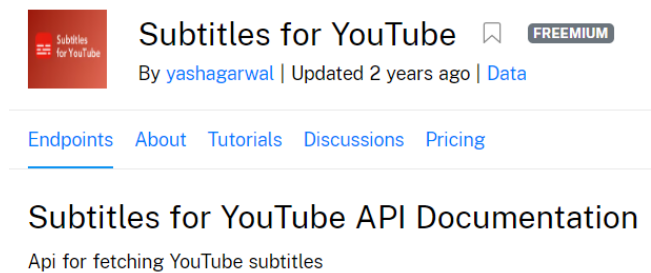 Subtitles
for YouTube
Subtitles for YouTube FREEMIUM
By yashagarwal | Updated 2 years ago | Data
Endpoints About Tutorials Discussions Pricing
Subtitles for YouTube API Documentation
Api for fetching YouTube subtitles